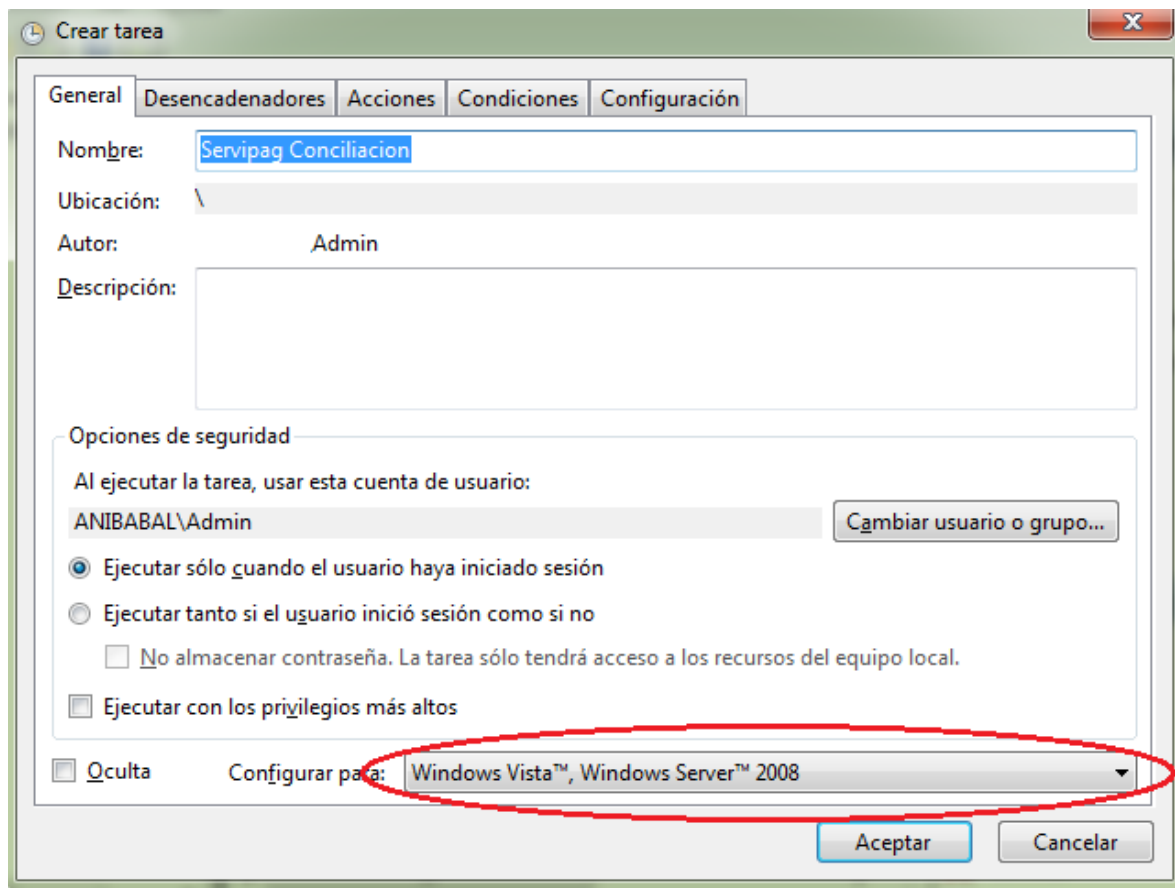 Crear tarea
General Desencadenadores Acciones Condiciones Configuración
Nombre: Servipag Conciliacion
Ubicación: \
Autor: Admin
Descripción:
Opciones de seguridad
Al ejecutar la tarea, usar esta cuenta de usuario:
ANIBABAL\Admin Cambiar usuario o grupo...
Ejecutar sólo cuando el usuario haya iniciado sesión
Ejecutar tanto si el usuario inició sesión como si no
No almacenar contraseña. La tarea sólo tendrá acceso a los recursos del equipo local.
Ejecutar con los privilegios más altos
Oculta Configurar para: Windows Vista™, Windows Server™ 2008
Aceptar Cancelar